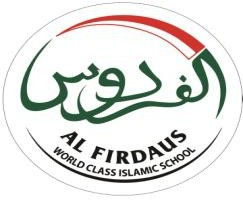 الفردوس
AL FIRDAUS
WORLD CLASS ISLAMIC SCHOOL